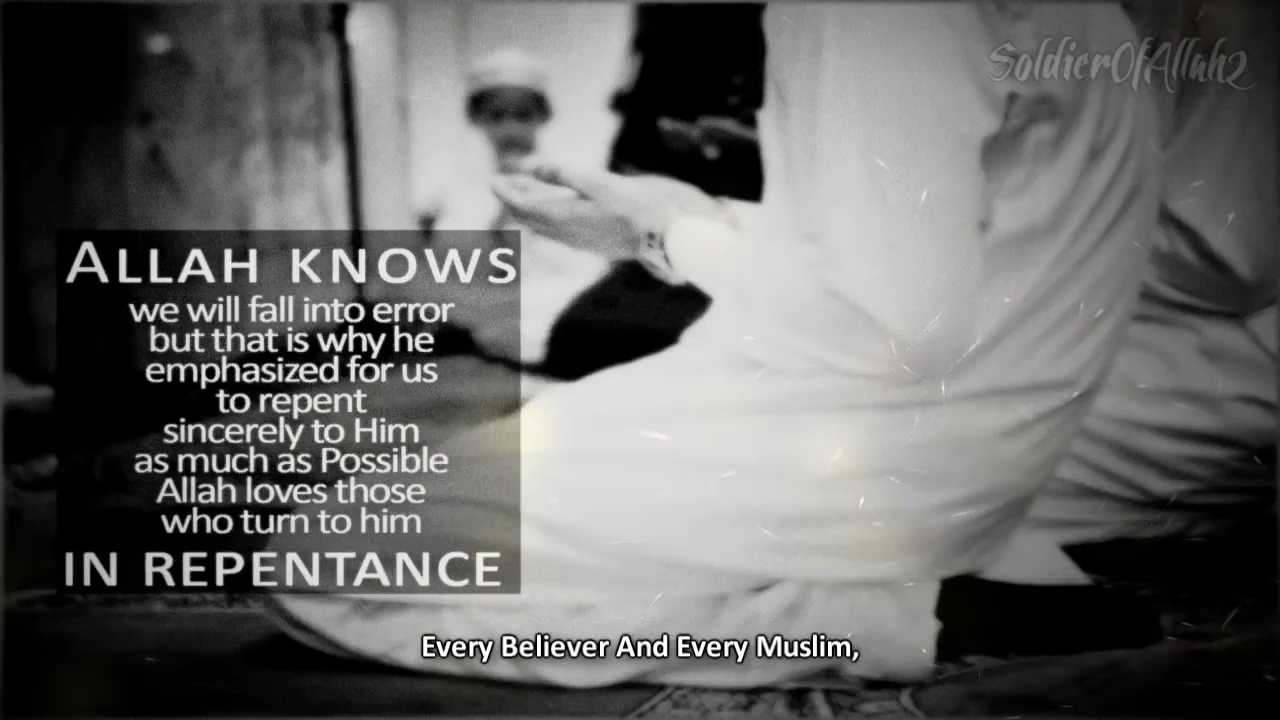 SoldierOfAllah2
ALLAH KNOWS
we will fall into error
but that is why he
emphasized for us
to repent
sincerely to Him
as much as Possible
Allah loves those
who turn to him
IN REPENTANCE
Every Believer And Every Muslim,